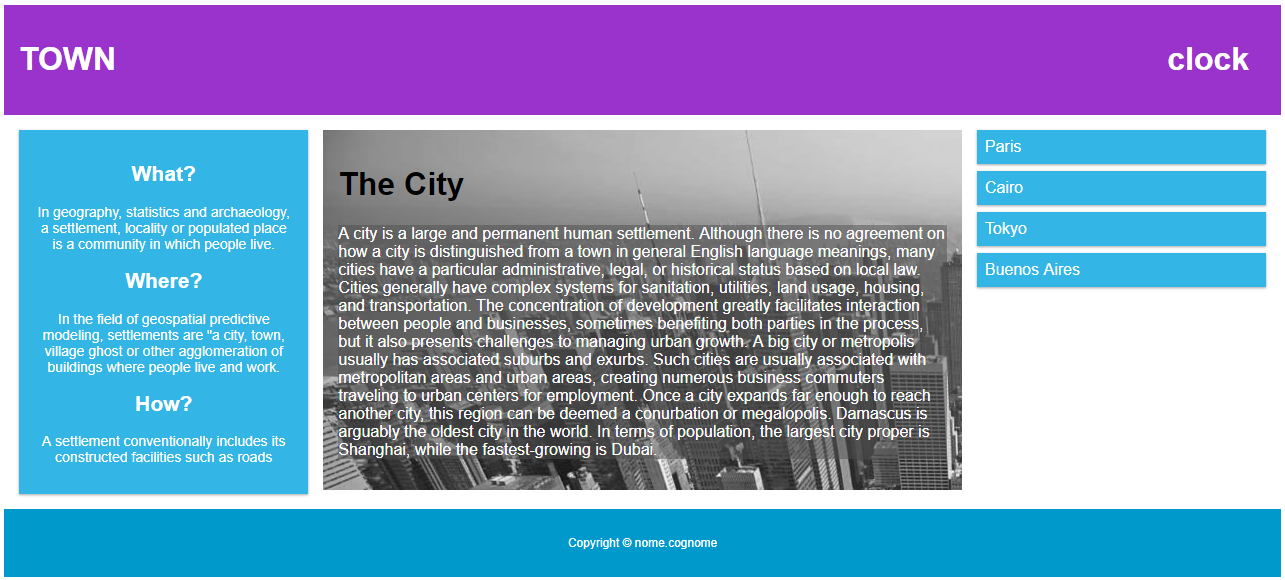 TOWN
clock
What?
In geography, statistics and archaeology,
a settlement, locality or populated place
is a community in which people live.
Where?
In the field of geospatial predictive
modeling, settlements are "a city, town,
village ghost or other agglomeration of
buildings where people live and work.
How?
A settlement conventionally includes its
constructed facilities such as roads
The City
A city is a large and permanent human settlement. Although there is no agreement on
how a city is distinguished from a town in general English language meanings, many
cities have a particular administrative, legal, or historical status based on local law.
Cities generally have complex systems for sanitation, utilities, land usage, housing,
and transportation. The concentration of development greatly facilitates interaction
between people and businesses, sometimes benefiting both parties in the process,
but it also presents challenges to managing urban growth. A big city or metropolis
usually has associated suburbs and exurbs. Such cities are usually associated with
metropolitan areas and urban areas, creating numerous business commuters
traveling to urban centers for employment. Once a city expands far enough to reach
another city, this region can be deemed a conurbation or megalopolis. Damascus is
arguably the oldest city in the world. In terms of population, the largest city proper is
Shanghai, while the fastest-growing is Dubai.
Paris
Cairo
Tokyo
Buenos Aires
Copyright © nome.cognome